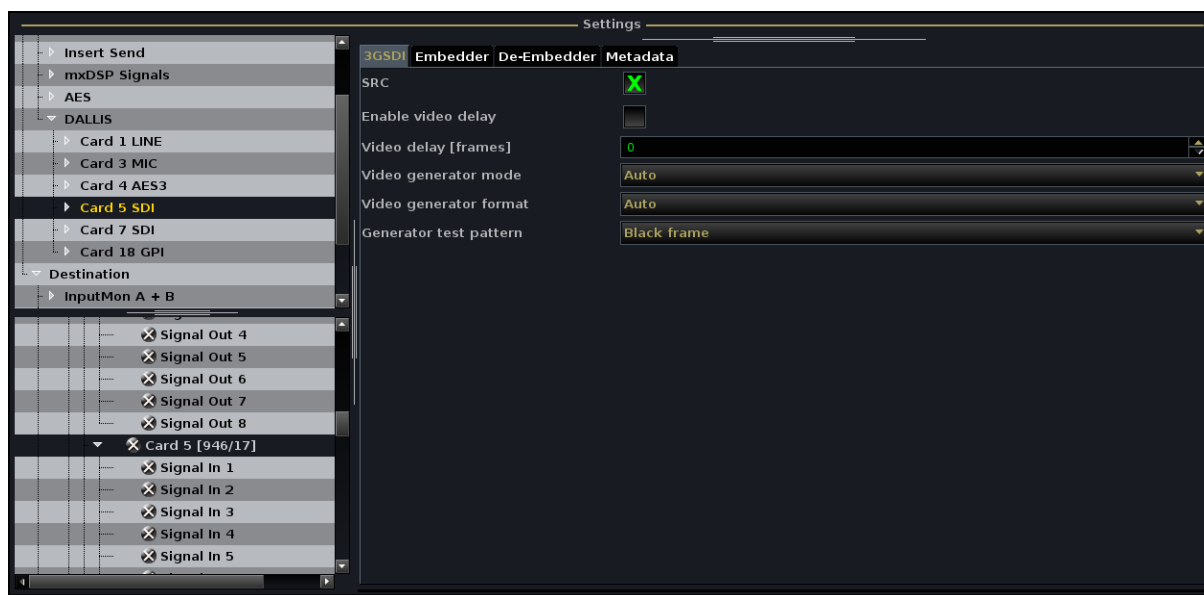 Settings
Insert Send
mxDSP Signals
AES
DALLIS
Card 1 LINE
Card 3 MIC
Card 4 AES3
Card 5 SDI
Card 7 SDI
Card 18 GPI
Destination
InputMon A + B
Signal Out 4
Signal Out 5
Signal Out 6
Signal Out 7
Signal Out 8
Card 5 [946/17]
Signal In 1
Signal In 2
Signal In 3
Signal In 4
Signal In 5
3GSDI Embedder De-Embedder Metadata
SRC X
Enable video delay
Video delay [frames] 0
Video generator mode Auto
Video generator format Auto
Generator test pattern Black frame